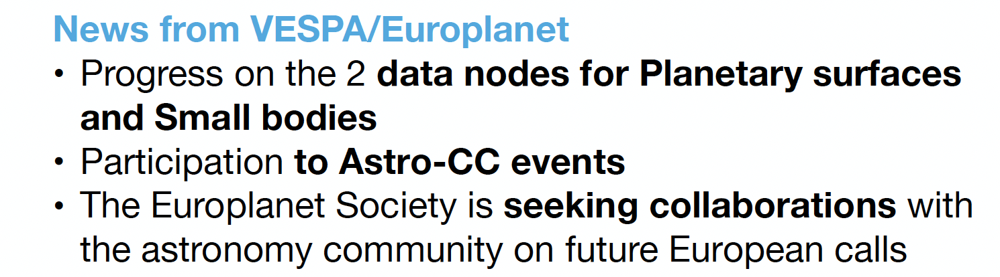 News from VESPA/Europlanet
• Progress on the 2 data nodes for Planetary surfaces
and Small bodies
• Participation to Astro-CC events
• The Europlanet Society is seeking collaborations with
the astronomy community on future European calls